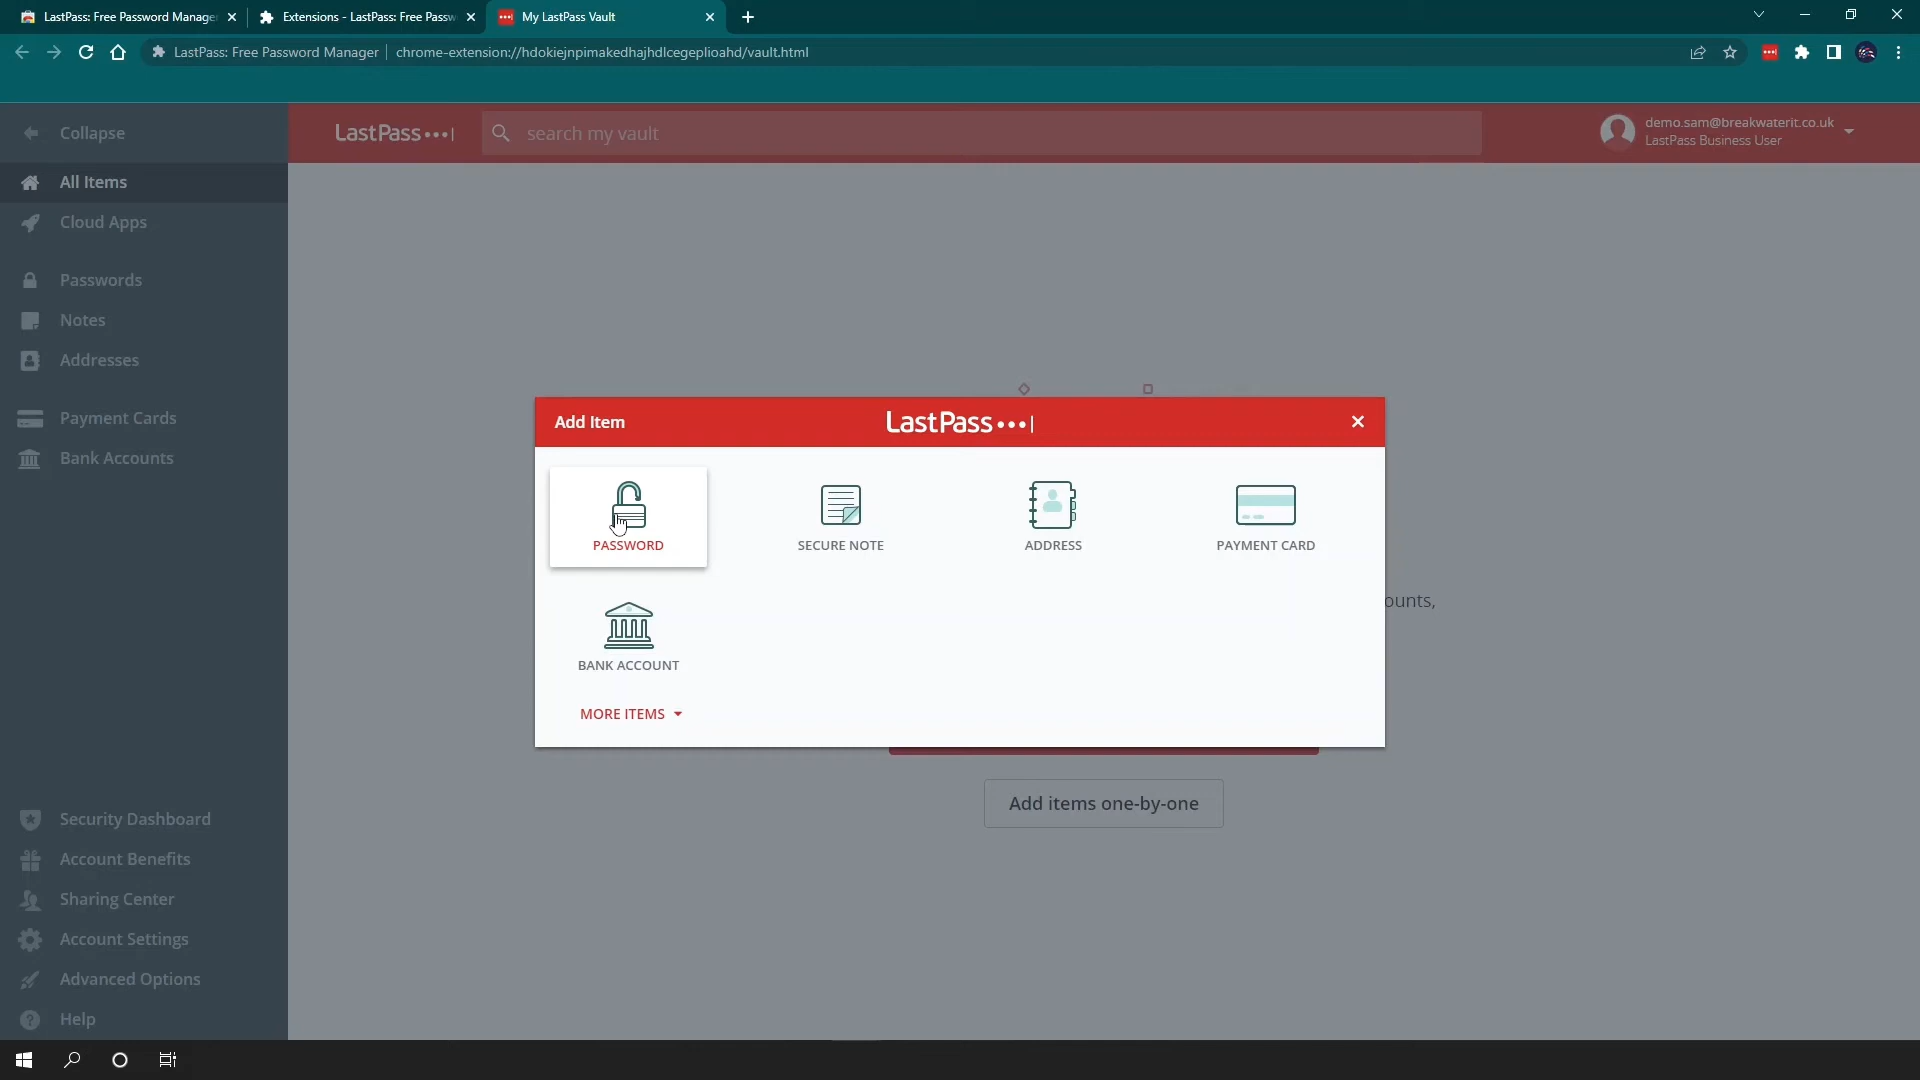 LastPass: Free Password Manager
Extensions - LastPass: Free Passw
My LastPass Vault
LastPass: Free Password Manager
chrome-extension://hdokiejnpimakedhajhdlcegeplioahd/vault.html
Collapse
LastPass
search my vault
demo.sam@breakwaterit.co.uk
LastPass Business User
All Items
Cloud Apps
Passwords
Notes
Addresses
Payment Cards
Bank Accounts
Add Item
LastPass
PASSWORD
SECURE NOTE
ADDRESS
PAYMENT CARD
ounts,
BANK ACCOUNT
MORE ITEMS
Add items one-by-one
Security Dashboard
Account Benefits
Sharing Center
Account Settings
Advanced Options
Help